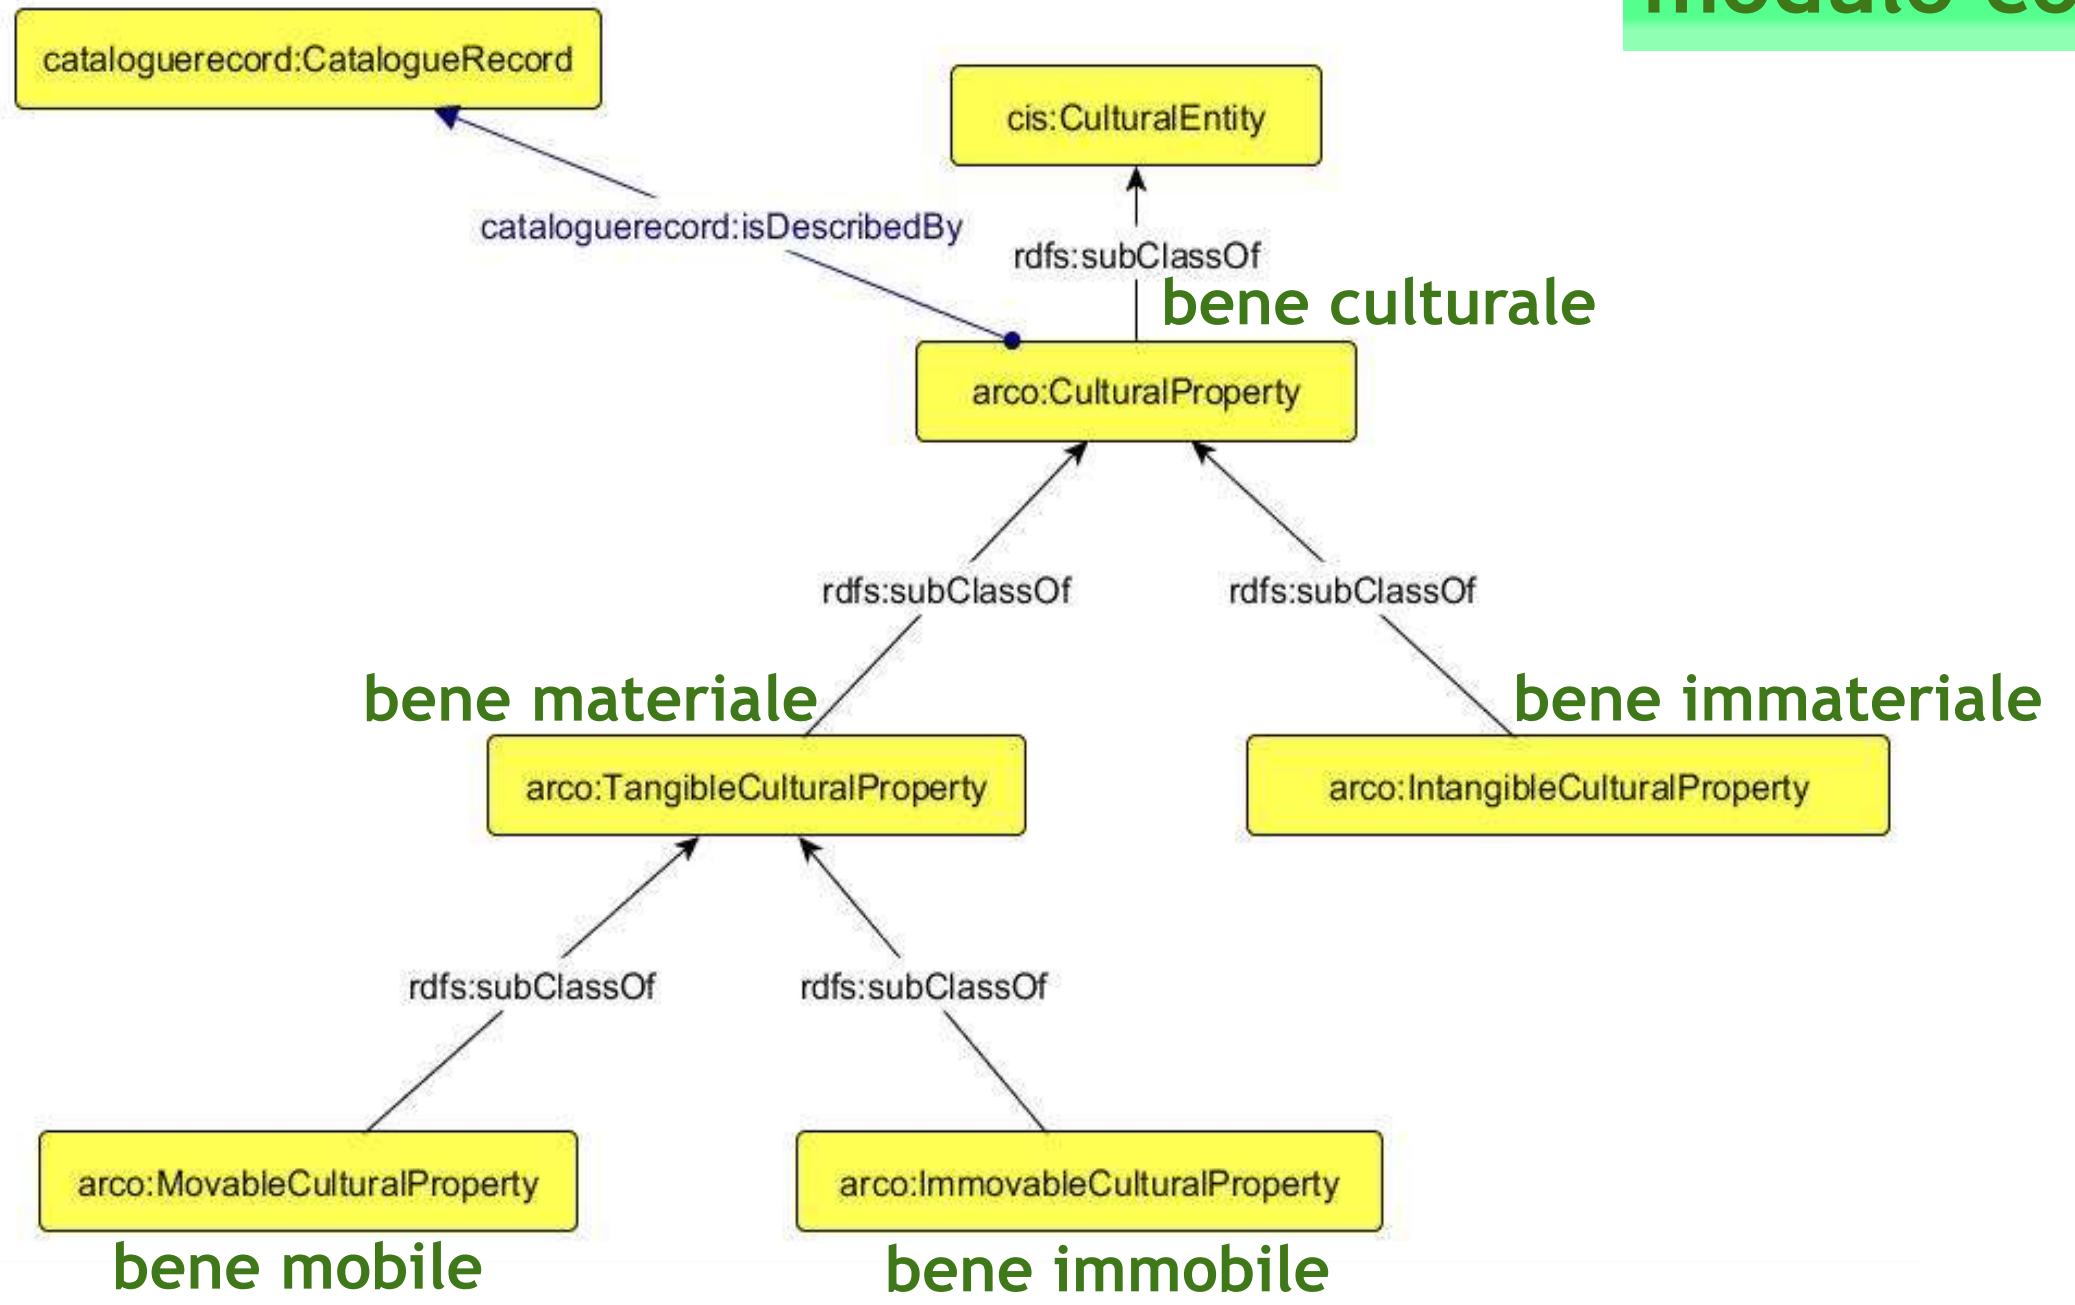 modulo
cataloguerecord:CatalogueRecord
cis:CulturalEntity
cataloguerecord:isDescribedBy
rdfs:subClassOf
bene culturale
arco:CulturalProperty
rdfs:subClassOf
rdfs:subClassOf
bene materiale
bene immateriale
arco:TangibleCulturalProperty
arco:IntangibleCulturalProperty
rdfs:subClassOf
rdfs:subClassOf
arco:MovableCulturalProperty
arco:ImmovableCulturalProperty
bene mobile
bene immobile